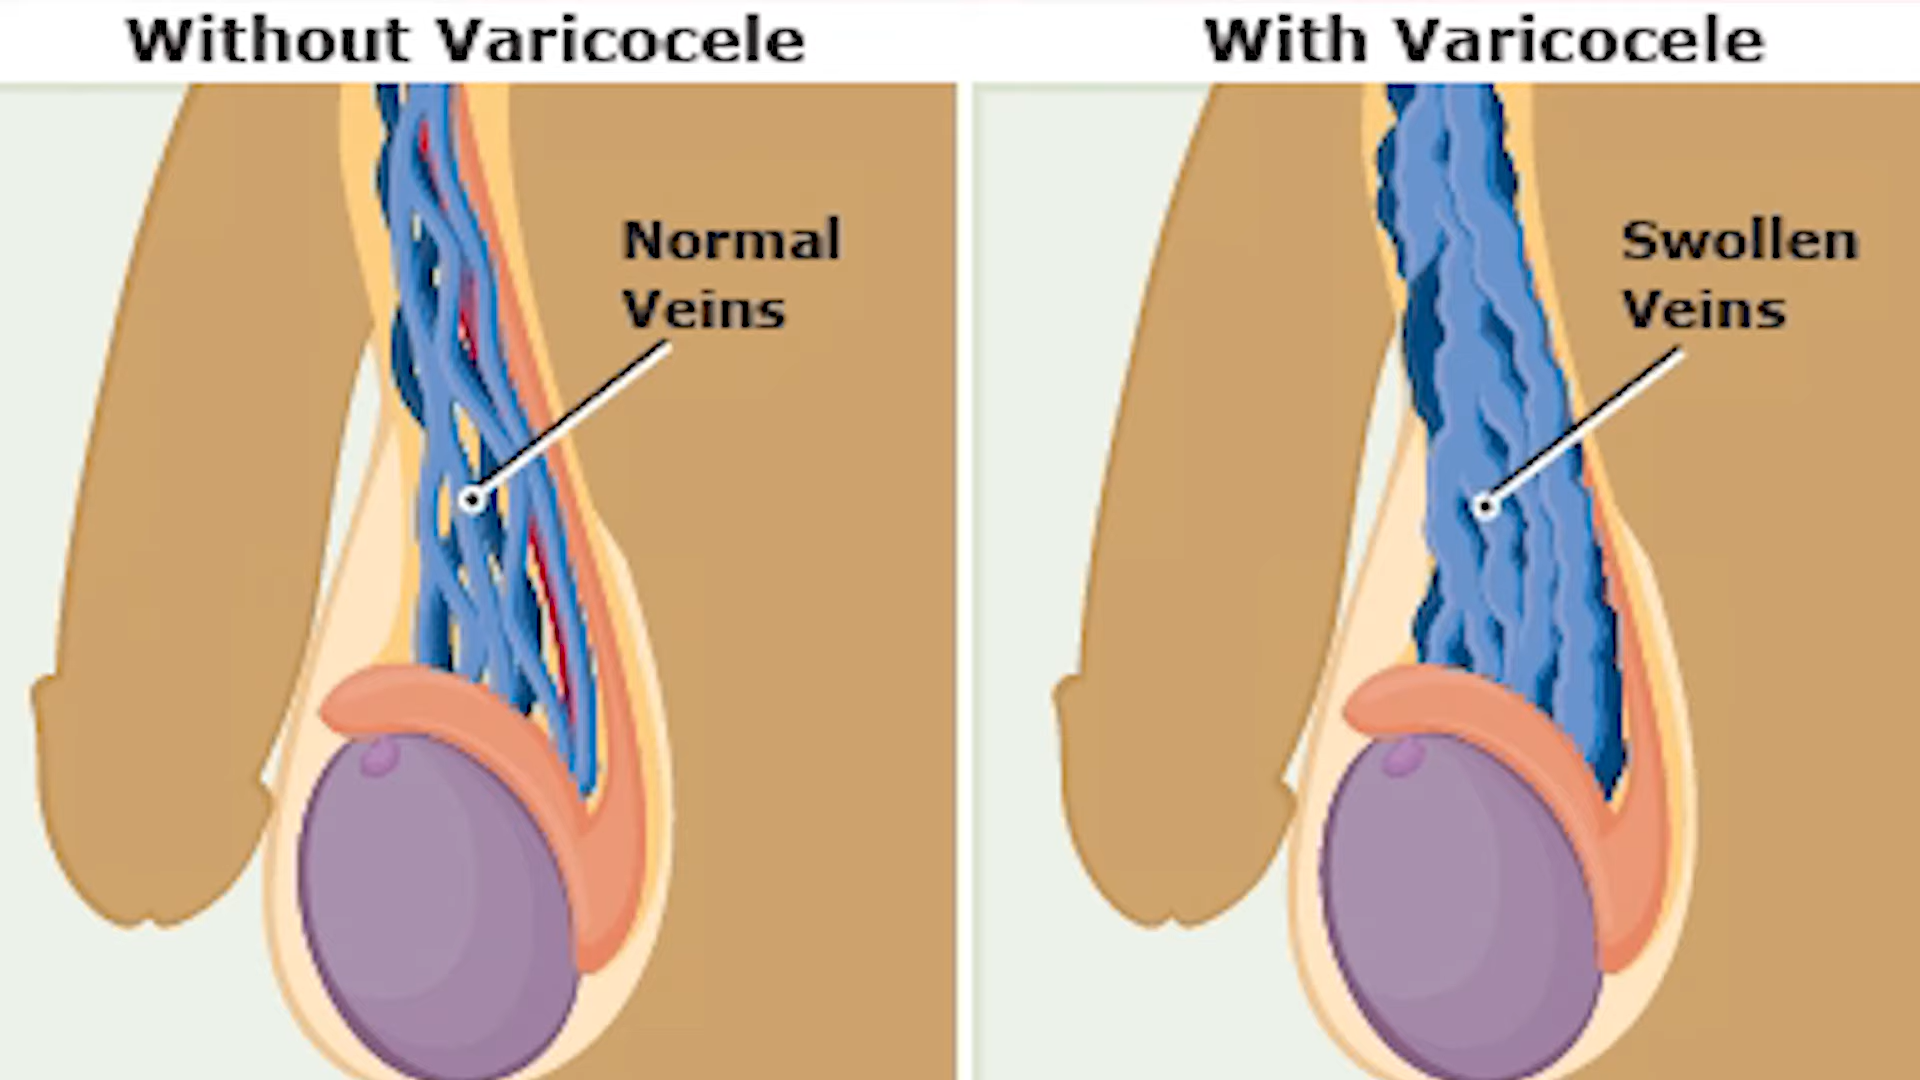 Without Varicocele
With Varicocele
Normal
Veins
Swollen
Veins